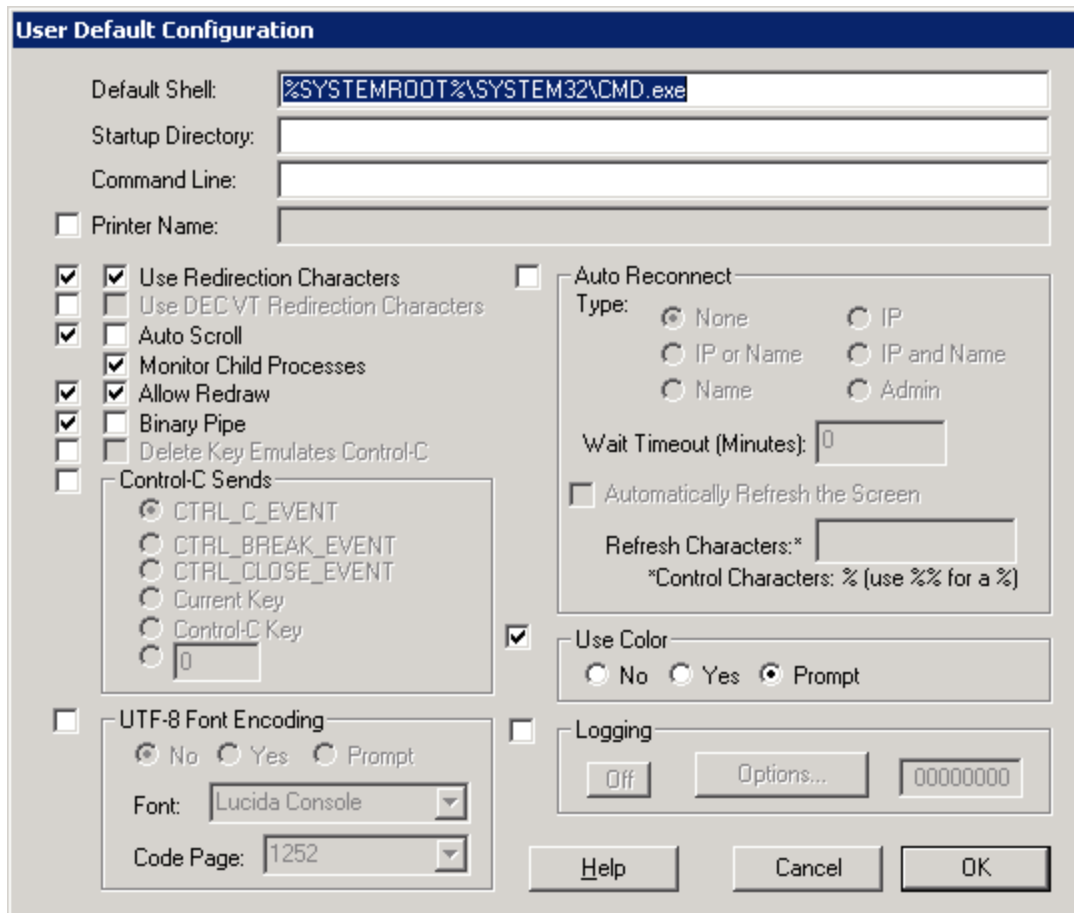 User Default Configuration
Default Shell: %SYSTEMROOT%\SYSTEM32\CMD.exe
Startup Directory:
Command Line:
Printer Name:
Use Redirection Characters
Use DEC VT Redirection Characters
Auto Scroll
Monitor Child Processes
Allow Redraw
Binary Pipe
Delete Key Emulates Control-C
Control-C Sends
CTRL_C_EVENT
CTRL_BREAK_EVENT
CTRL_CLOSE_EVENT
Current Key
Control-C Key
0
UTF-8 Font Encoding
No Yes Prompt
Font: Lucida Console
Code Page: 1252
Auto Reconnect
Type: None IP
IP or Name IP and Name
Name Admin
Wait Timeout (Minutes): 0
Automatically Refresh the Screen
Refresh Characters:*
*Control Characters: % (use %% for a %)
Use Color
No Yes Prompt
Logging
Off Options... 00000000
Help Cancel OK